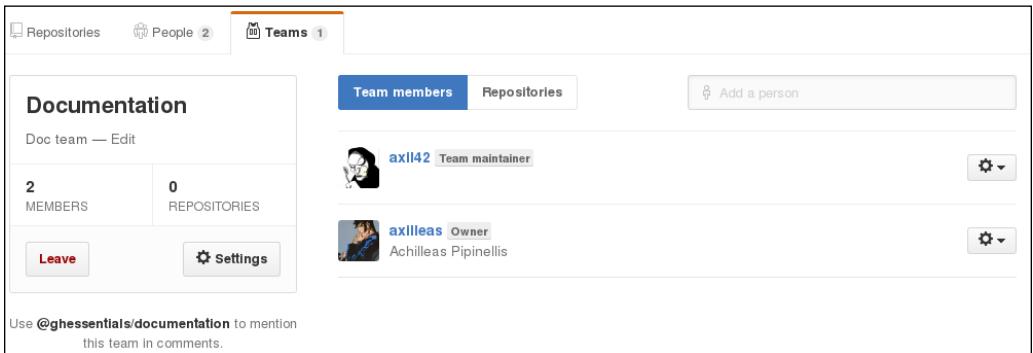 Repositories People 2 Teams 1
Documentation
Doc team — Edit
2 0
MEMBERS REPOSITORIES
Leave Settings
Use @ghessentials/documentation to mention
this team in comments.
Team members Repositories Add a person
axil42 Team maintainer
axilleas Owner
Achilleas Pipinellis